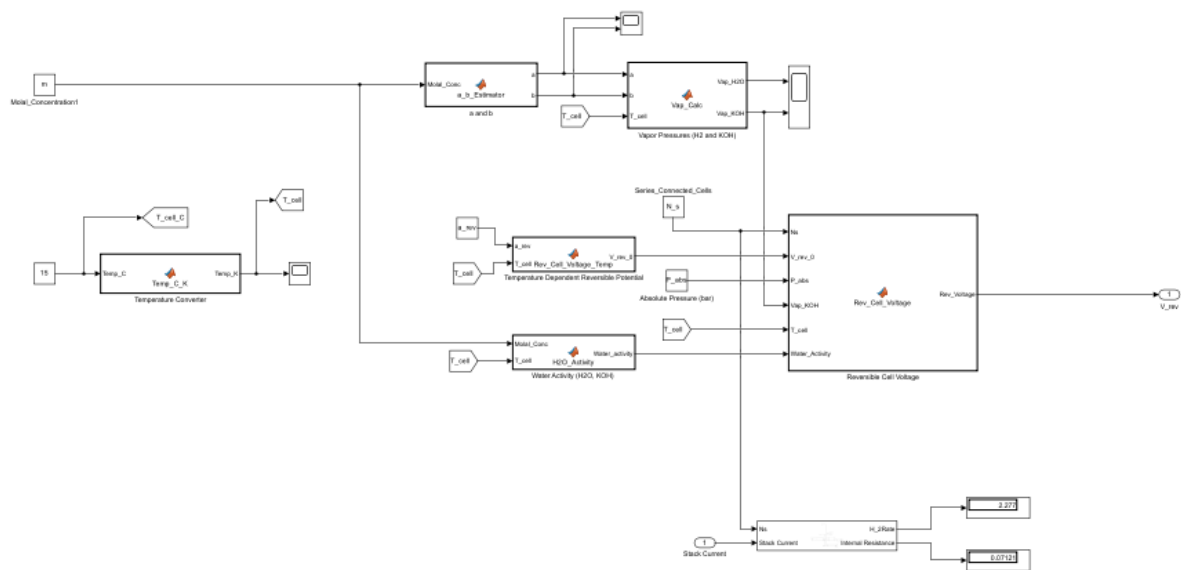 m
Molal_Concentration1
Molal_Conc
a_b_Estimator
a
b
a and b
T_cell
a
b
T_cell
Vap_Calc
Vap_H2O
Vap_KOH
Vapor Pressures (H2 and KOH)
T_cell
T_cell_C
15
Temp_C
Temp_C_K
Temp_K
Temperature Converter
Series_Connected_Cells
N_s
a_rev
T_cell
a_rev
T_cell
Rev_Cell_Voltage_Temp
V_rev_0
Temperature Dependent Reversible Potential
P_abs
Absolute Pressure (bar)
T_cell
T_cell
Molal_Conc
T_cell
H2O_Activity
Water_activity
Water Activity (H2O, KOH)
Ns
V_rev_0
P_abs
Vap_KOH
T_cell
Water_Activity
Rev_Cell_Voltage
Rev_Voltage
Reversible Cell Voltage
1
V_rev
1
Stack Current
Ns
Stack Current
H_2Rate
Internal Resistance
2.277
0.07121